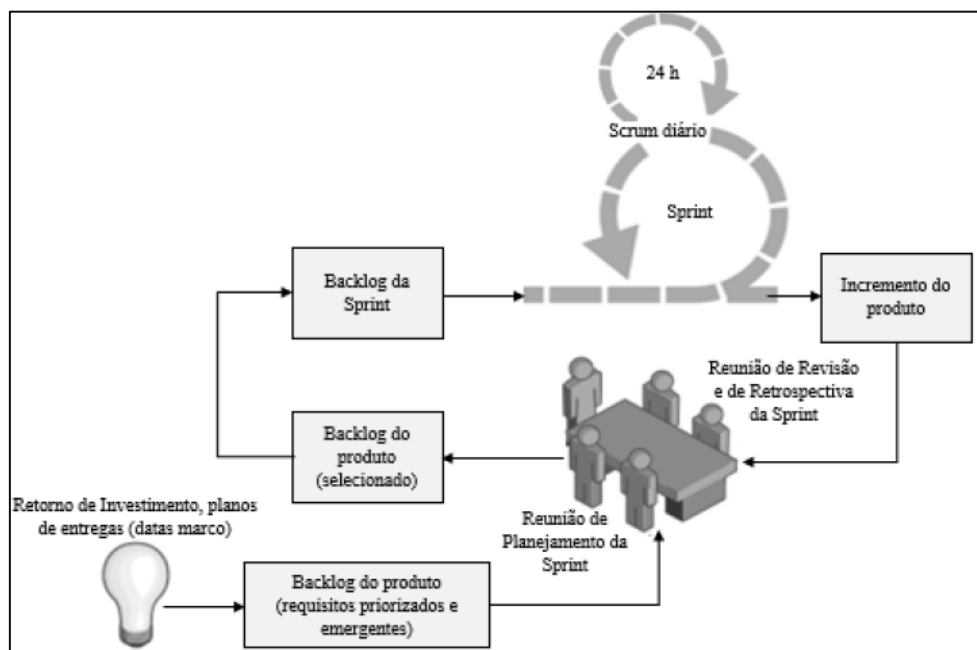 24 h
Scrum diário
Sprint
Backlog da
Sprint
Incremento do
produto
Reunião de Revisão
e de Retrospectiva
da Sprint
Backlog do
produto
(selecionado)
Reunião de
Planejamento da
Sprint
Retorno de Investimento, planos
de entregas (datas marco)
Backlog do produto
(requisitos priorizados e
emergentes)